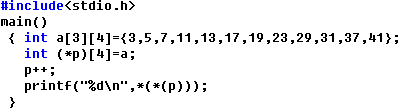 #include<stdio.h>
main()
{ int a[3][4]={3,5,7,11,13,17,19,23,29,31,37,41};
int (*p)[4]=a;
p++;
printf("%d\n",*(*(p)));
}